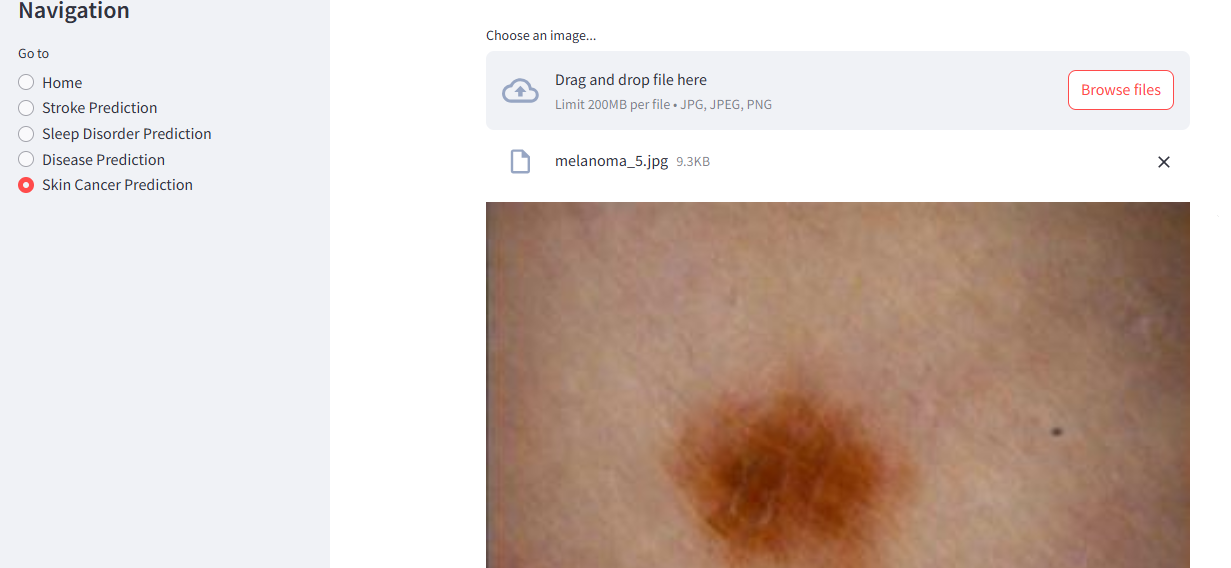 Navigation
Go to
Home
Stroke Prediction
Sleep Disorder Prediction
Disease Prediction
Skin Cancer Prediction
Choose an image...
Drag and drop file here
Limit 200MB per file • JPG, JPEG, PNG
Browse files
melanoma_5.jpg 9.3KB